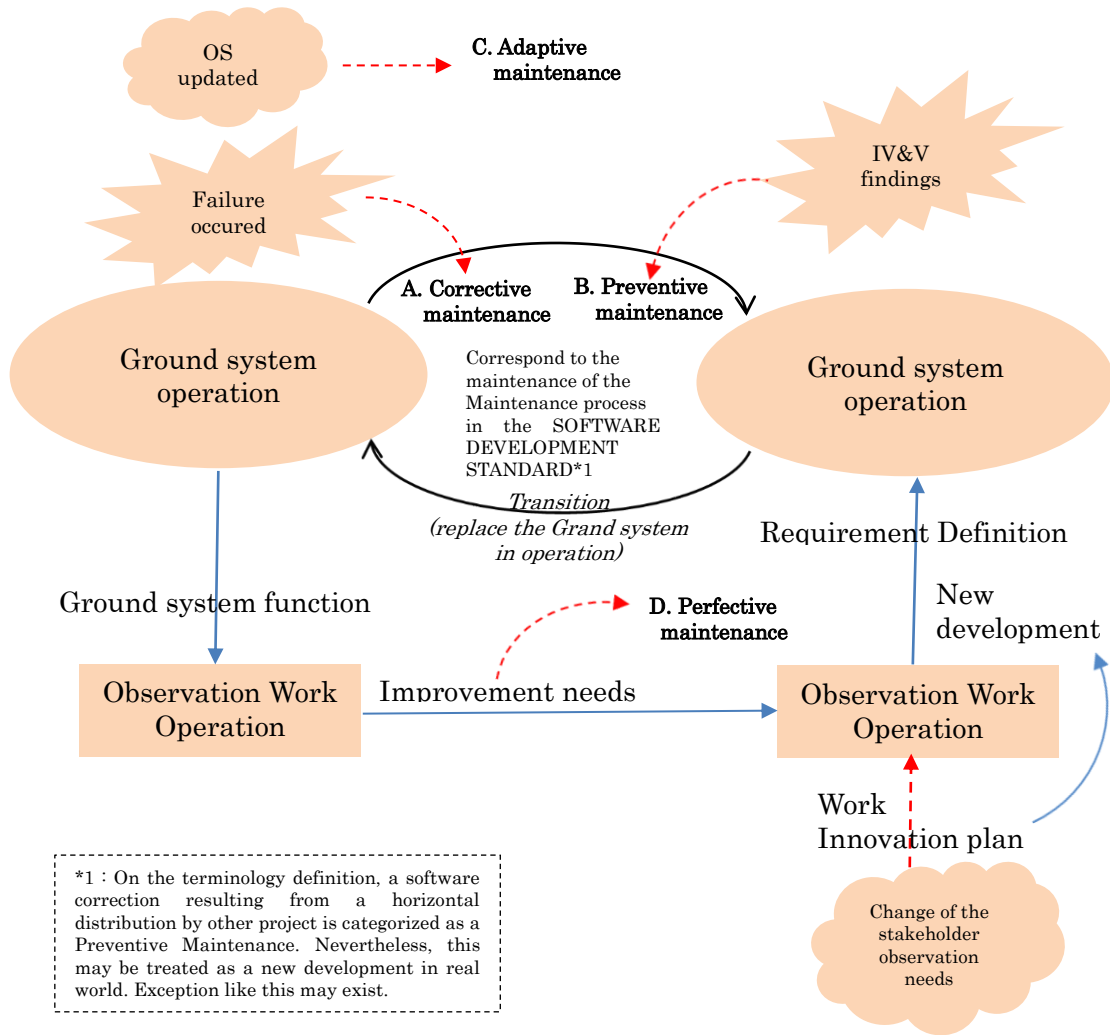 OS
updated
C. Adaptive
maintenance
IV&V
findings
Failure
occured
A. Corrective
maintenance
B. Preventive
maintenance
Ground system
operation
Correspond to the
maintenance of the
Maintenance process
in the SOFTWARE
DEVELOPMENT
STANDARD*1
Ground system
operation
Transition
(replace the Grand system
in operation)
Requirement Definition
Ground system function
D. Perfective
maintenance
New
development
Observation Work
Operation
Improvement needs
Observation Work
Operation
Work
Innovation plan
*1：On the terminology definition, a software
correction resulting from a horizontal
distribution by other project is categorized as a
Preventive Maintenance. Nevertheless, this
may be treated as a new development in real
world. Exception like this may exist.
Change of the
stakeholder
observation
needs